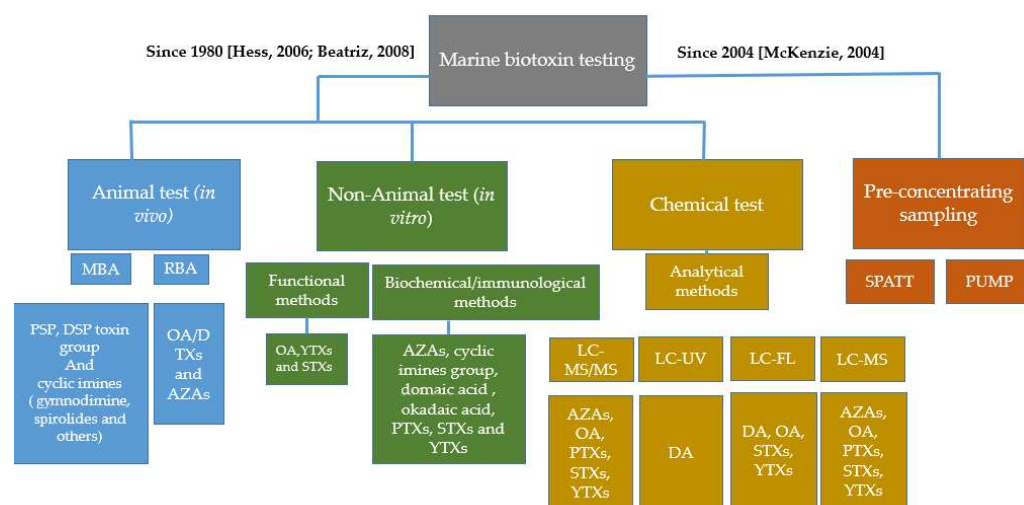 Since 1980 [Hess, 2006; Beatriz, 2008]
Marine biotoxin testing
Since 2004 [McKenzie, 2004]
Animal test (in
vivo)
Non-Animal test (in
vitro)
Chemical test
Pre-concentrating
sampling
MBA
RBA
Functional
methods
Biochemical/immunological
methods
Analytical
methods
SPATT
PUMP
PSP, DSP toxin
group
And
cyclic imines
( gymnodimine,
spirolides and
others)
OA/D
TXs
and
AZAs
OA,YTXs
and STXs
AZAs, cyclic
imines group,
domaic acid ,
okadaic acid,
PTXs, STXs and
YTXs
LC-
MS/MS
LC-UV
LC-FL
LC-MS
AZAs,
OA,
PTXs,
STXs,
YTXs
DA
DA, OA,
STXs,
YTXs
AZAs,
OA,
PTXs,
STXs,
YTXs